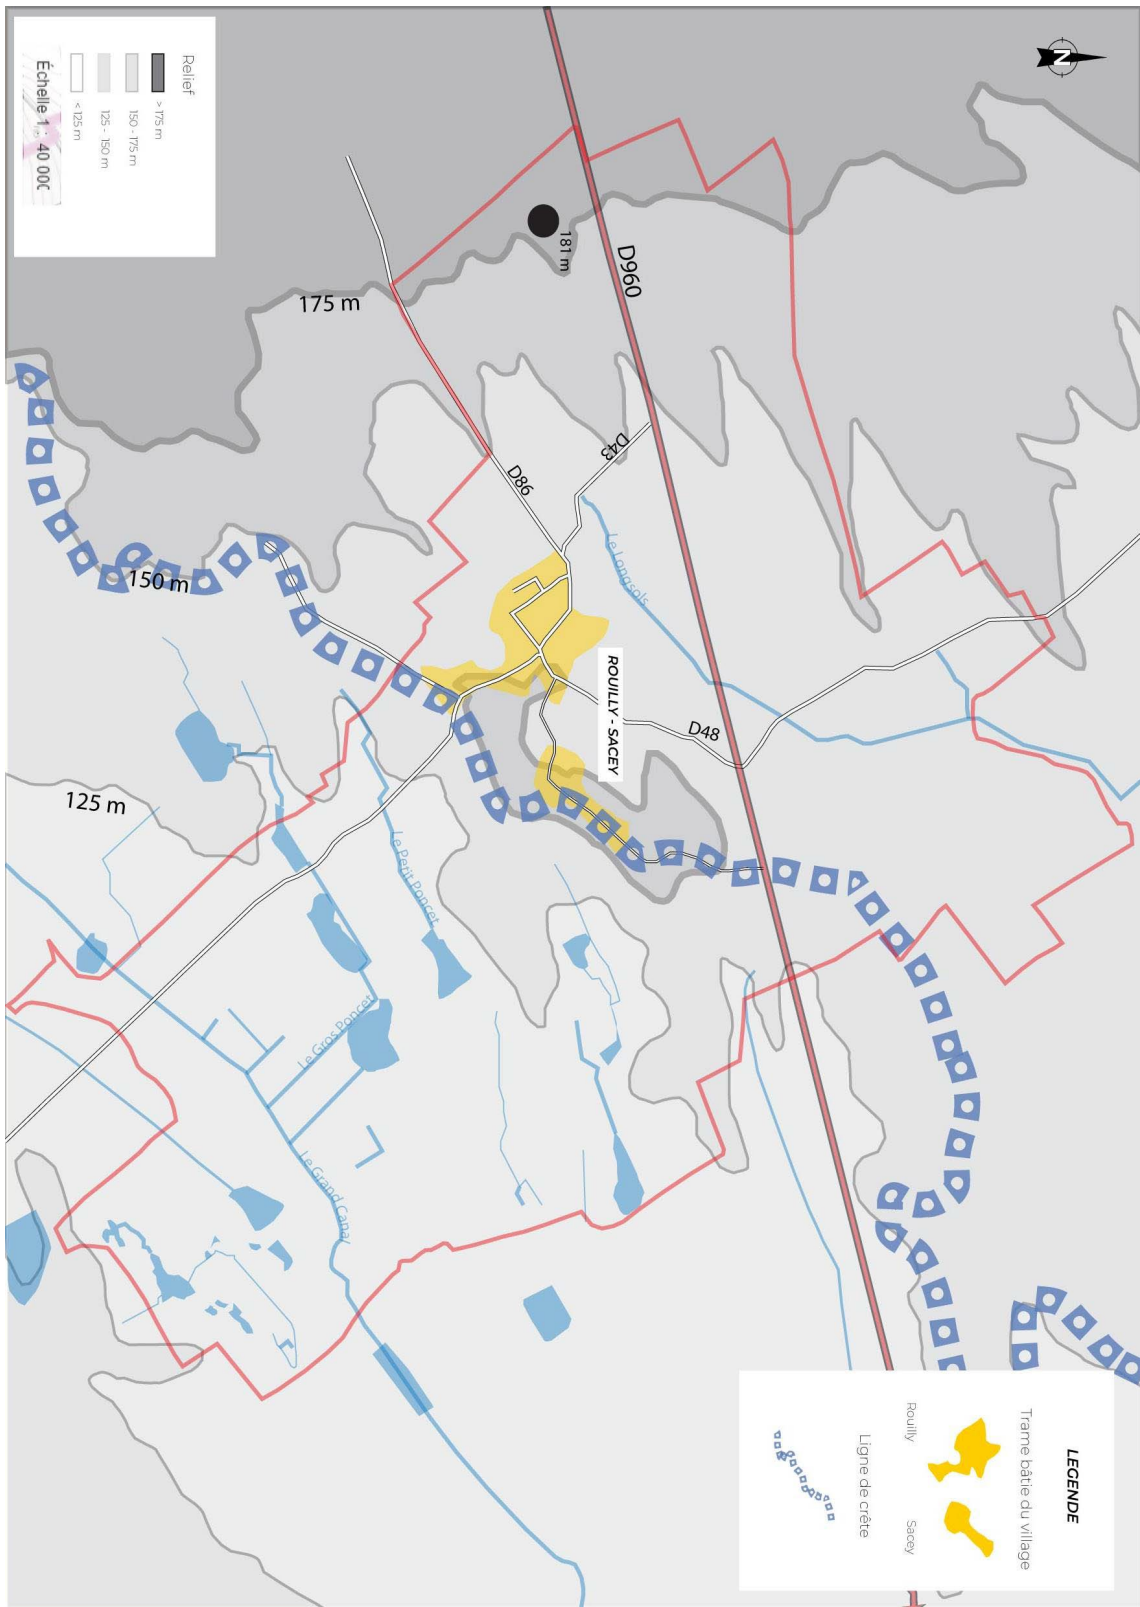 N
Relief
> 175 m
150 - 175 m
125 - 150 m
< 125 m
Échelle 1 : 40 000
181 m
D960
175 m
D43
D86
Le Longsols
150 m
ROUILLY - SACEY
D48
125 m
Le Petit Poncet
Le Gros Poncet
Le Grand Canal
LEGENDE
Trame bâtie du village
Rouilly
Sacey
Ligne de crête